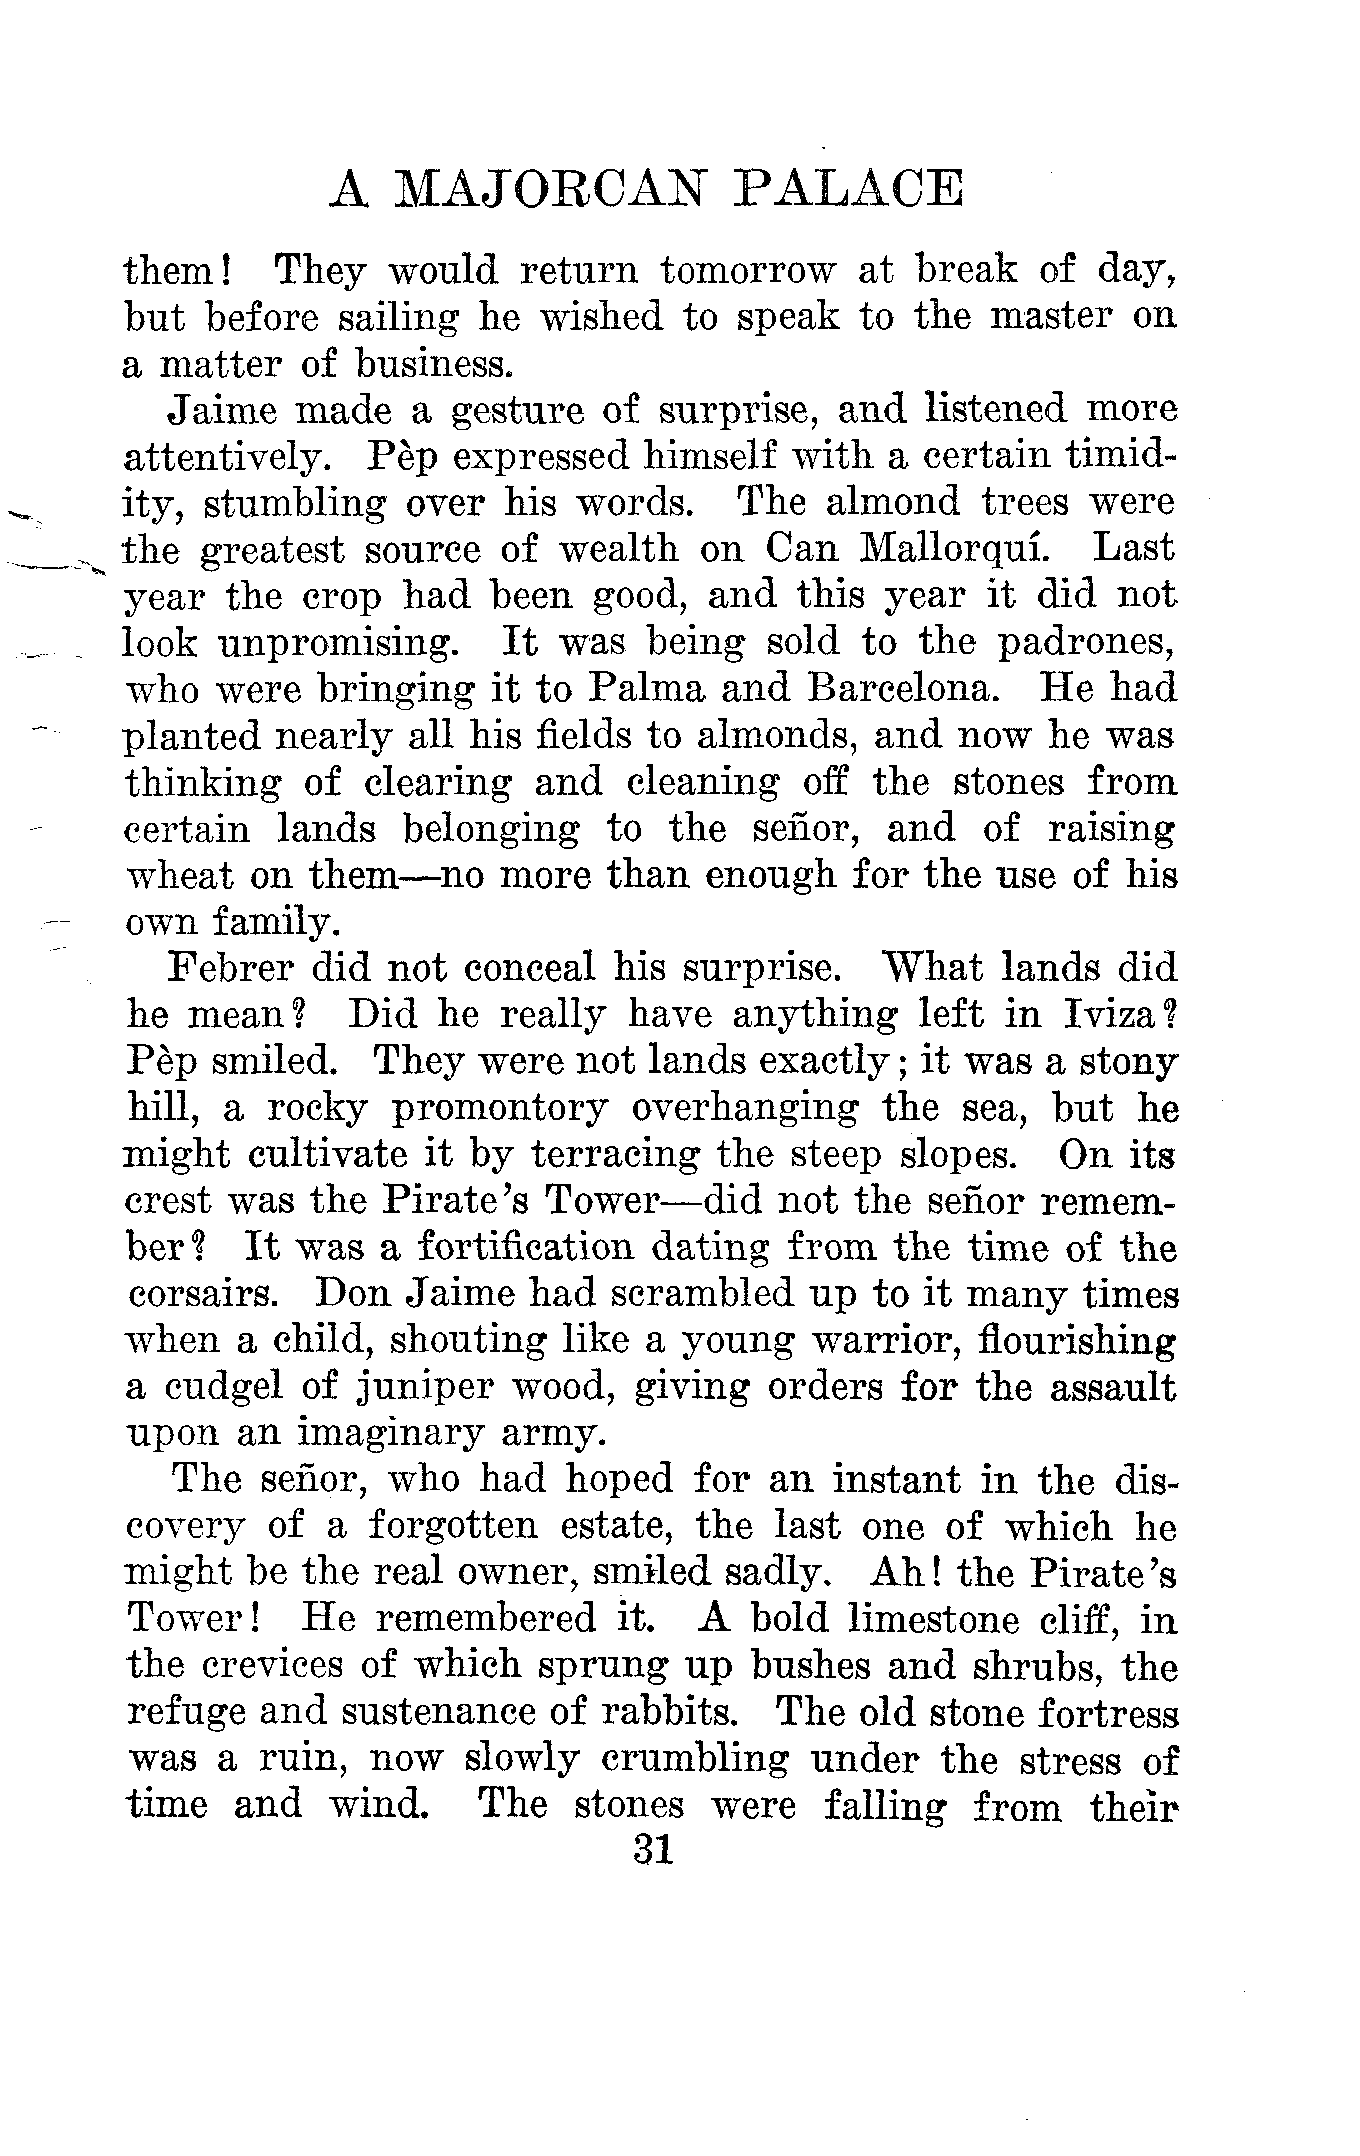 A MAJORCAN PALACE
them! They would return tomorrow at break of day,
but before sailing he wished to speak to the master on
a matter of business.
Jaime made a gesture of surprise, and listened more
attentively. Pèp expressed himself with a certain timid-
ity, stumbling over his words. The almond trees were
the greatest source of wealth on Can Mallorquí. Last
year the crop had been good, and this year it did not
look unpromising. It was being sold to the padrones,
who were bringing it to Palma and Barcelona. He had
planted nearly all his fields to almonds, and now he was
thinking of clearing and cleaning off the stones from
certain lands belonging to the señor, and of raising
wheat on them—no more than enough for the use of his
own family.
Febrer did not conceal his surprise. What lands did
he mean? Did he really have anything left in Iviza?
Pèp smiled. They were not lands exactly; it was a stony
hill, a rocky promontory overhanging the sea, but he
might cultivate it by terracing the steep slopes. On its
crest was the Pirate's Tower—did not the señor remem-
ber? It was a fortification dating from the time of the
corsairs. Don Jaime had scrambled up to it many times
when a child, shouting like a young warrior, flourishing
a cudgel of juniper wood, giving orders for the assault
upon an imaginary army.
The señor, who had hoped for an instant in the dis-
covery of a forgotten estate, the last one of which he
might be the real owner, smiled sadly. Ah! the Pirate's
Tower! He remembered it. A bold limestone cliff, in
the crevices of which sprung up bushes and shrubs, the
refuge and sustenance of rabbits. The old stone fortress
was a ruin, now slowly crumbling under the stress of
time and wind. The stones were falling from their
31